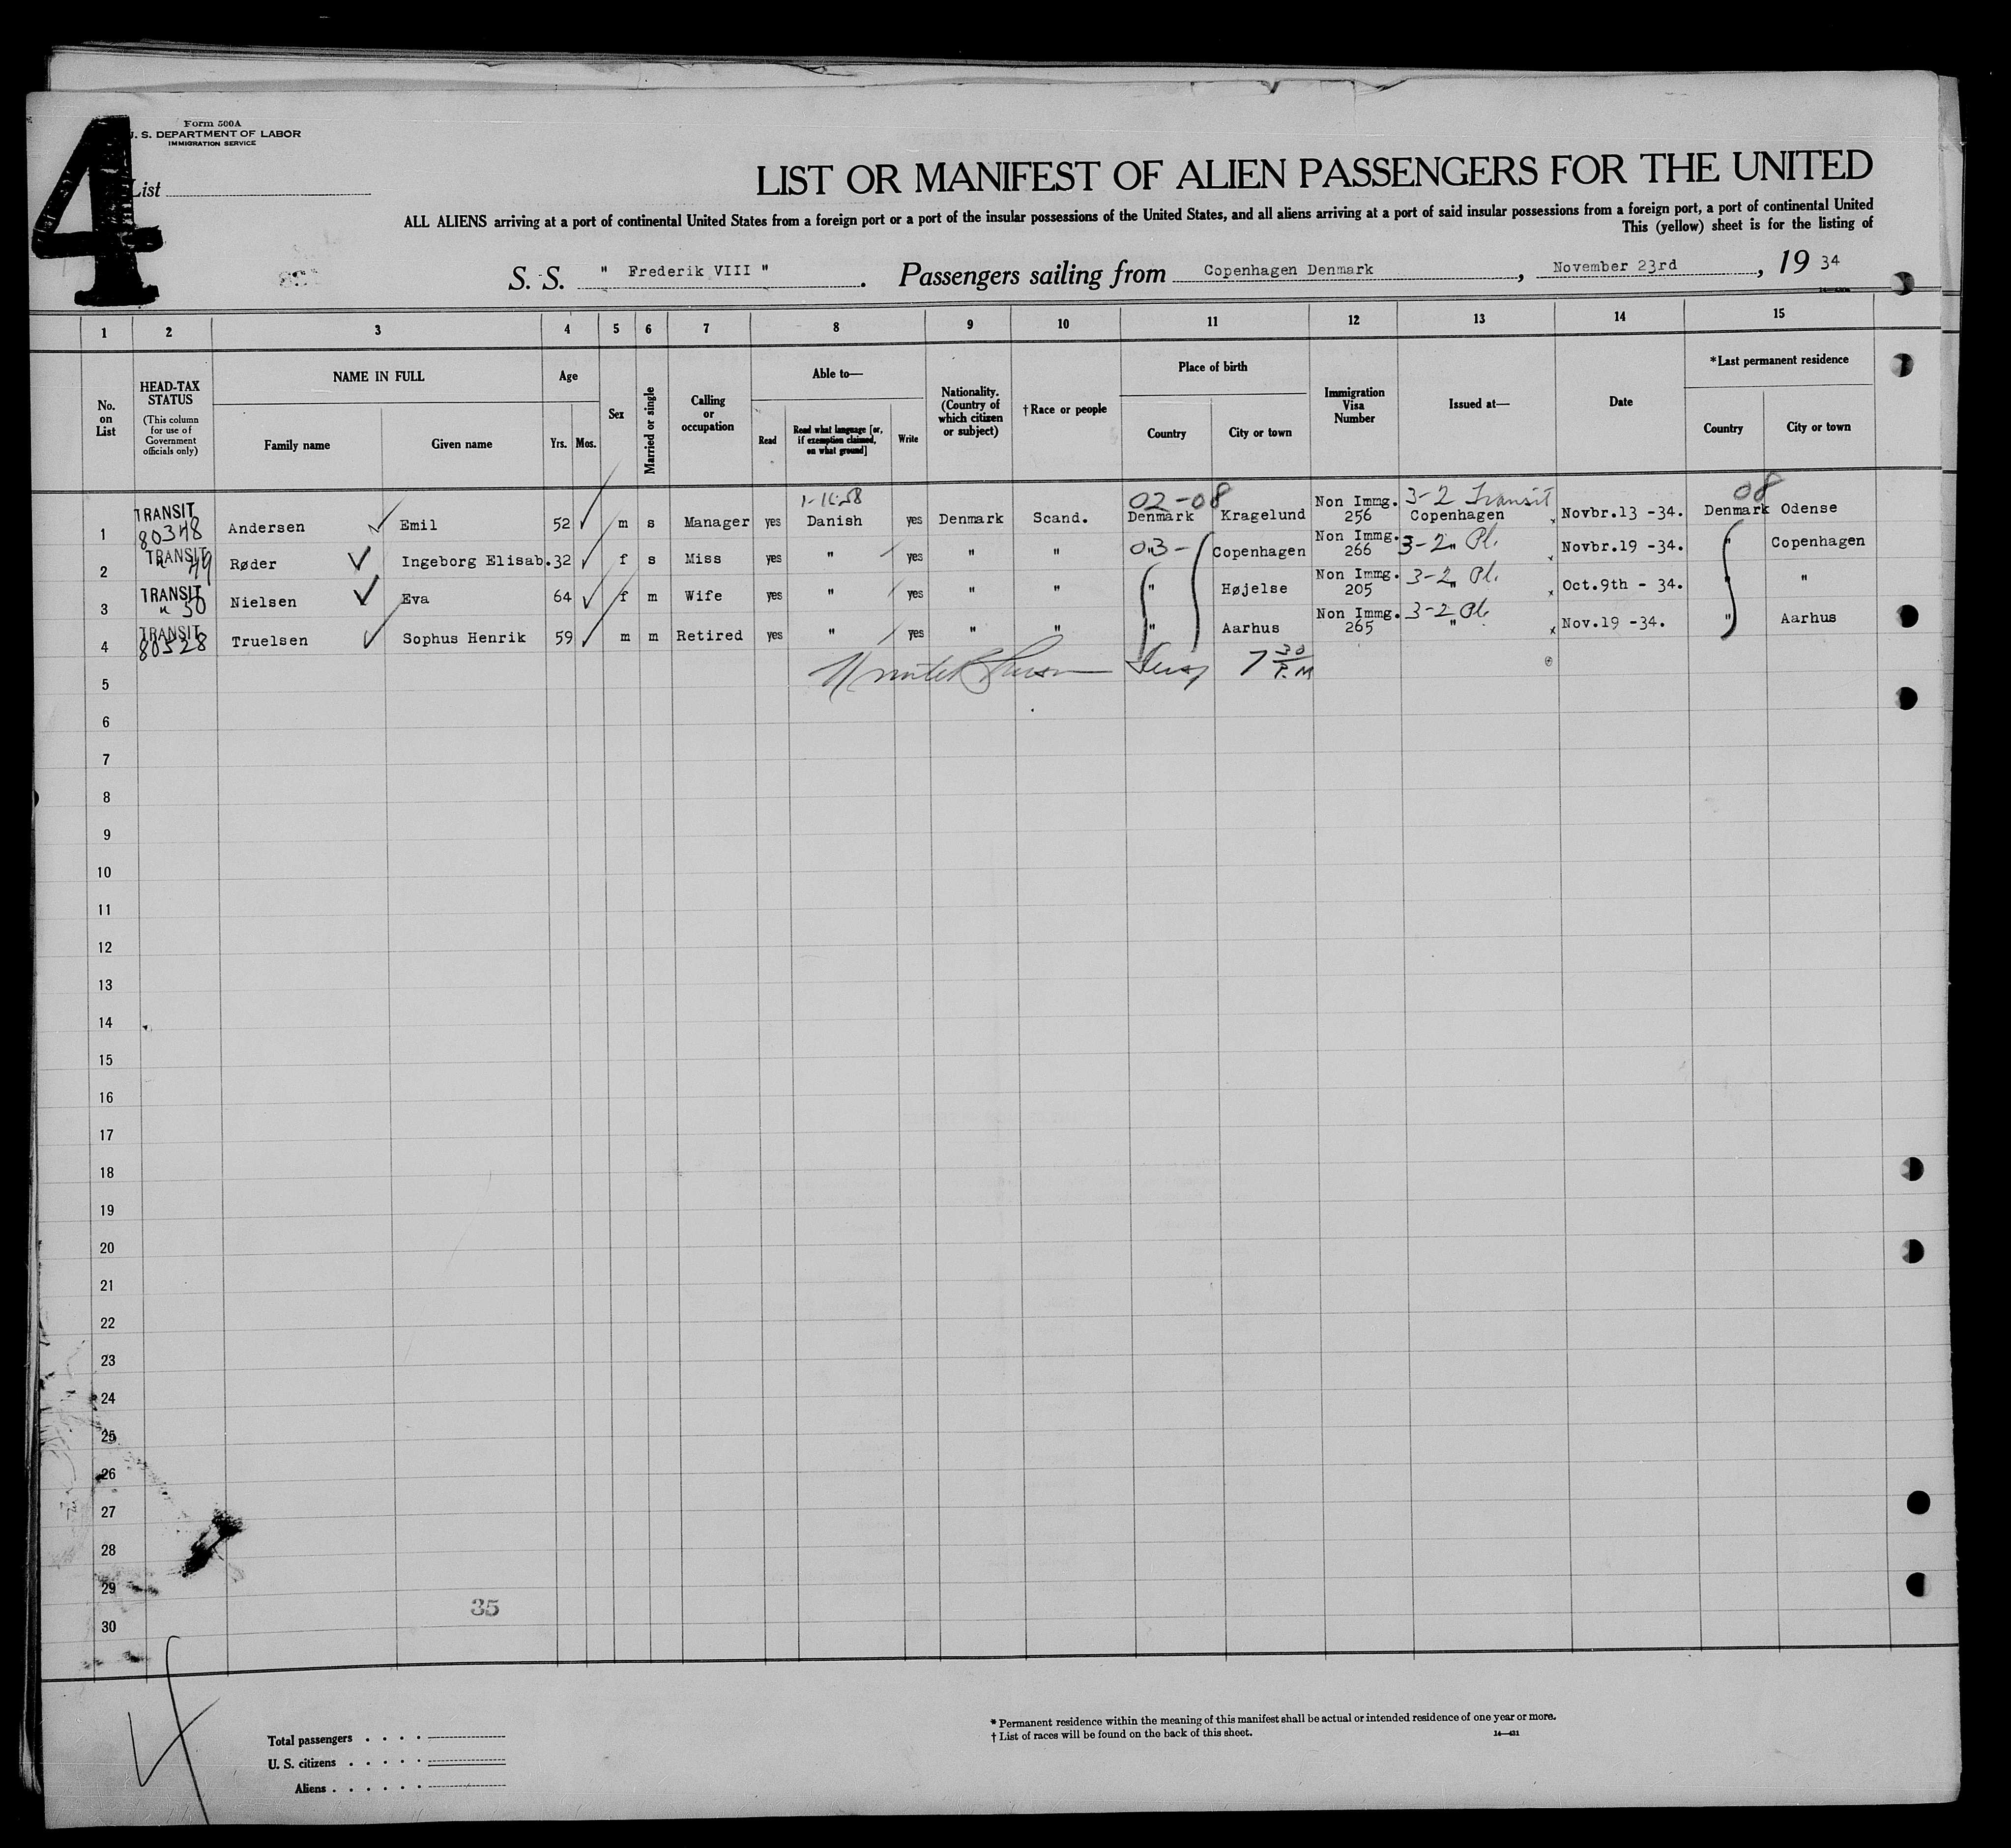 4
Form 500A
U. S. DEPARTMENT OF LABOR
IMMIGRATION SERVICE
List
LIST OR MANIFEST OF ALIEN PASSENGERS FOR THE UNITED
ALL ALIENS arriving at a port of continental United States from a foreign port or a port of the insular possessions of the United States, and all aliens arriving at a port of said insular possessions from a foreign port, a port of continental United
This (yellow) sheet is for the listing of
S. S. " Frederik VIII ". Passengers sailing from Copenhagen Denmark, November 23rd, 19 34
1 2 3 4 5 6 7 8 9 10 11 12 13 14 15
No. on List
HEAD-TAX STATUS
(This column for use of Government officials only)
NAME IN FULL
Family name Given name
Age
Yrs. Mos.
Sex
Married or single
Calling or occupation
Able to—
Read
Read what language [or, if exemption claimed, on what ground]
Write
Nationality. (Country of which citizen or subject)
† Race or people
Place of birth
Country City or town
Immigration Visa Number
Issued at—
Date
*Last permanent residence
Country City or town
02-08 3-2 Transit 08
1 TRANSIT 80348 Andersen Emil 52 m s Manager yes Danish yes Denmark Scand. Denmark Kragelund Non Immg. 256 Copenhagen Novbr.13 -34. Denmark Odense
2 TRANSIT " 49 Røder Ingeborg Elisab. 32 f s Miss yes " yes " " 03- " Copenhagen Non Immg. 266 3-2 " Pl. Novbr.19 -34. " Copenhagen
3 TRANSIT " 50 Nielsen Eva 64 f m Wife yes " yes " " " Højelse Non Immg. 205 3-2 " Pl. Oct.9th - 34. " "
4 TRANSIT 80528 Truelsen Sophus Henrik 59 m m Retired yes " yes " " " Aarhus Non Immg. 265 3-2 Pl " Nov.19 -34. " Aarhus
5 7 30 P.M
6
7
8
9
10
11
12
13
14
15
16
17
18
19
20
21
22
23
24
25
26
27
28
29
35
30
Total passengers
U. S. citizens
Aliens
* Permanent residence within the meaning of this manifest shall be actual or intended residence of one year or more.
† List of races will be found on the back of this sheet.
14—431